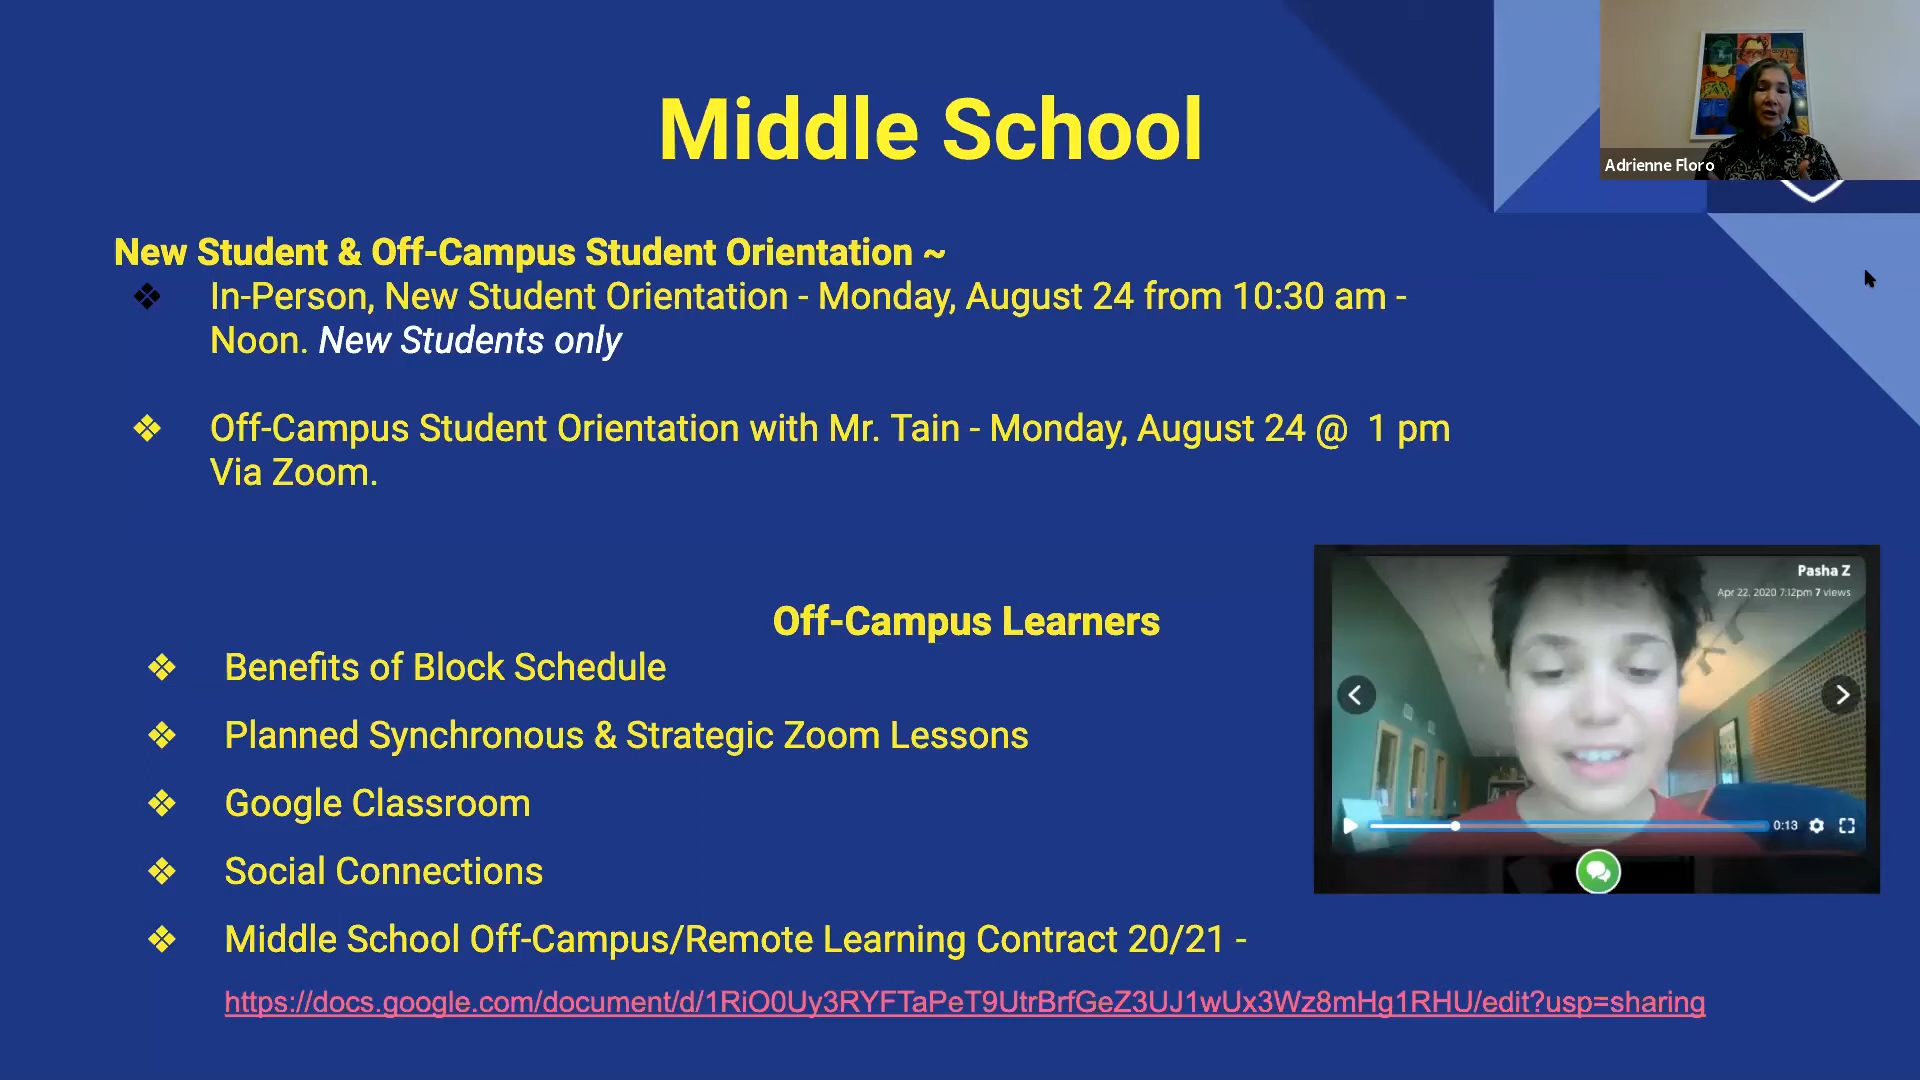 Middle School
Adrienne Floro
New Student & Off-Campus Student Orientation ~
❖ In-Person, New Student Orientation - Monday, August 24 from 10:30 am -
Noon. New Students only
❖ Off-Campus Student Orientation with Mr. Tain - Monday, August 24 @ 1 pm
Via Zoom.
Pasha Z
Apr 22, 2020 7:12pm 7 views
0:13
Off-Campus Learners
❖ Benefits of Block Schedule
❖ Planned Synchronous & Strategic Zoom Lessons
❖ Google Classroom
❖ Social Connections
❖ Middle School Off-Campus/Remote Learning Contract 20/21 -
https://docs.google.com/document/d/1RiO0Uy3RYFTaPeT9UtrBrfGeZ3UJ1wUx3Wz8mHg1RHU/edit?usp=sharing